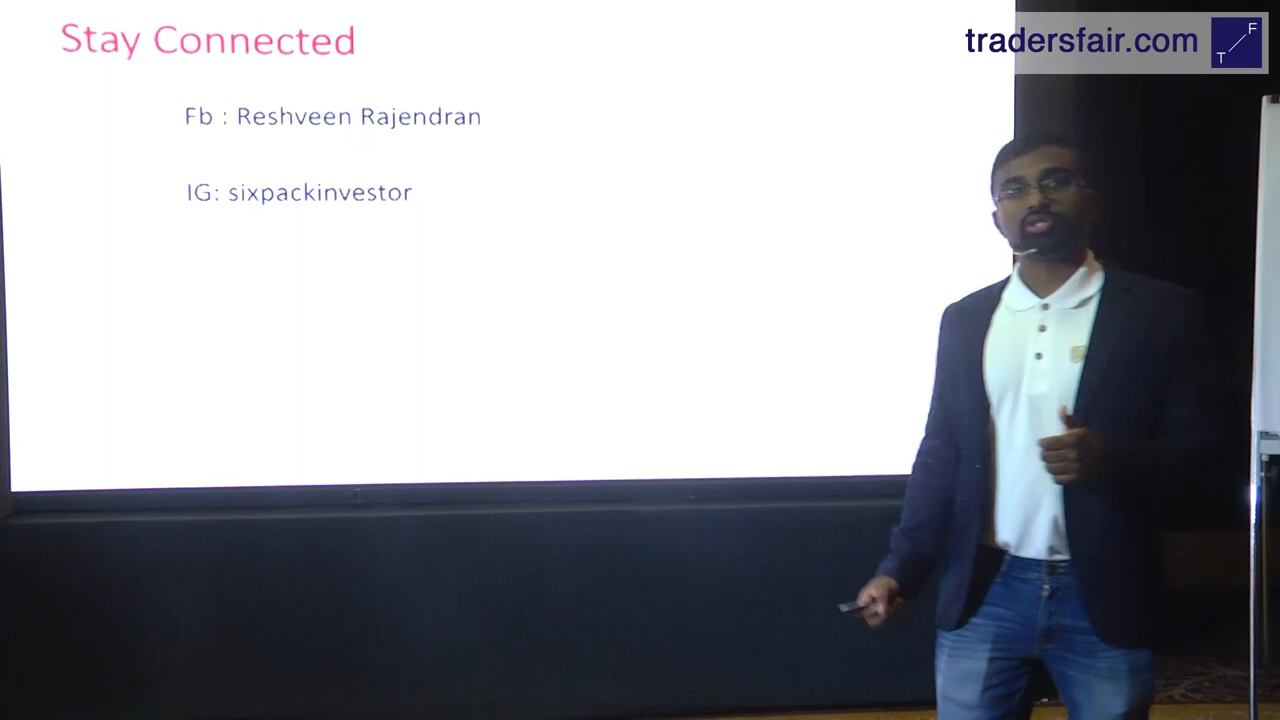 Stay Connected
tradersfair.com
F
T
Fb : Reshveen Rajendran
IG: sixpackinvestor